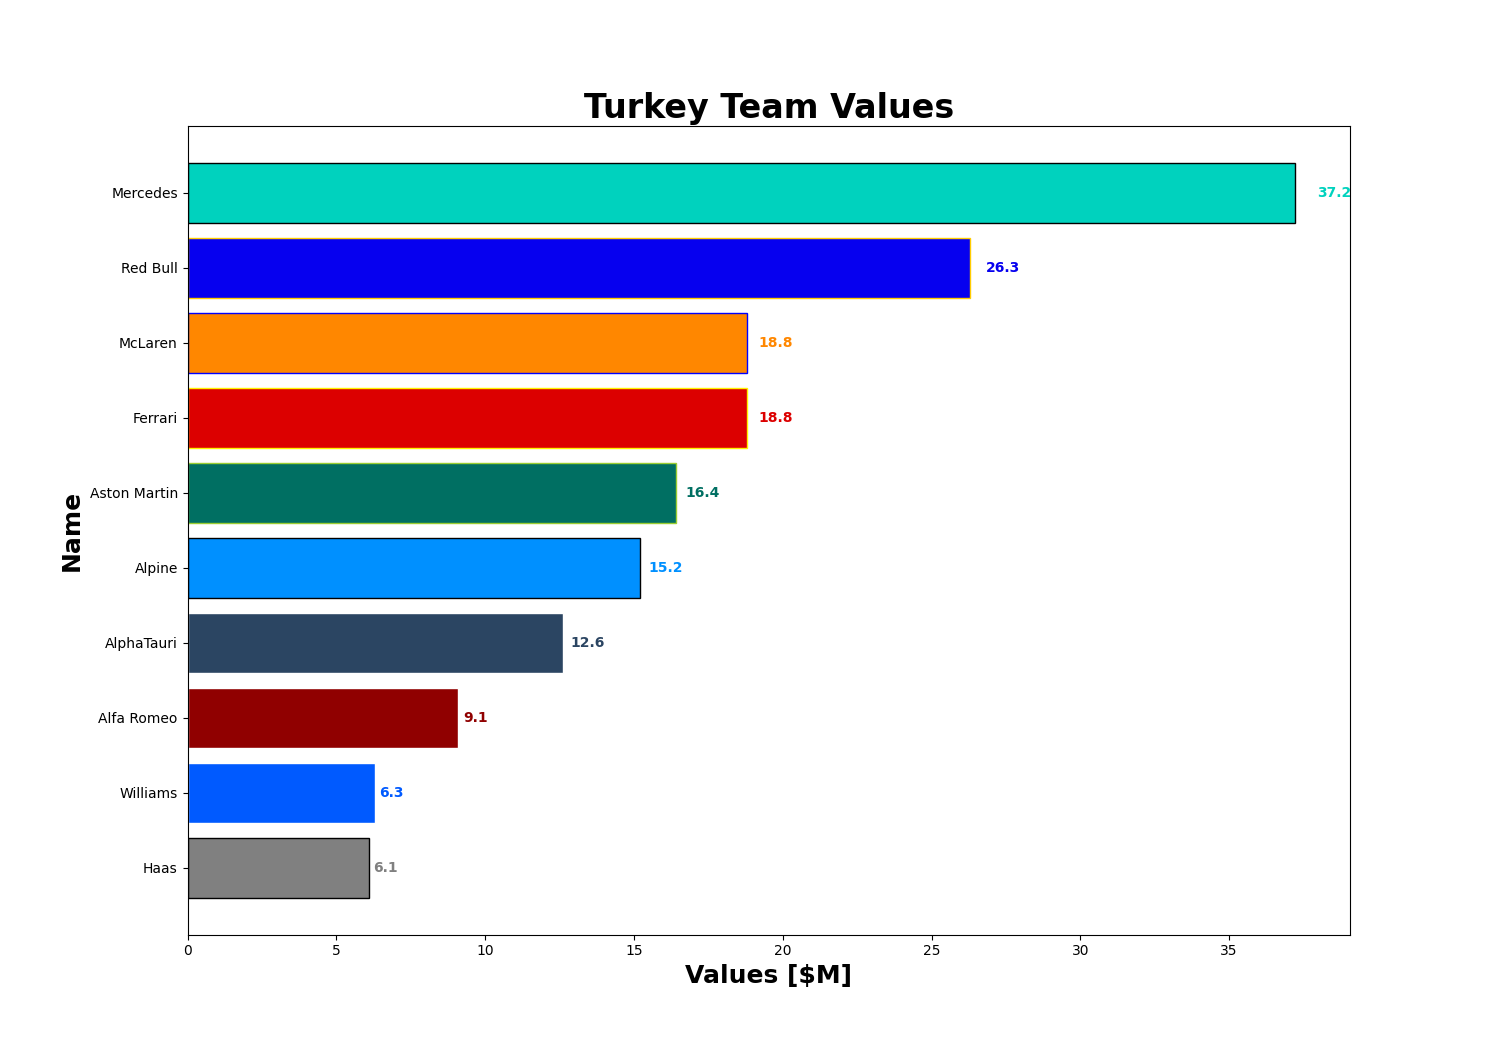 Turkey Team Values
Mercedes 37.2
Red Bull 26.3
McLaren 18.8
Ferrari 18.8
Aston Martin 16.4
Alpine 15.2
AlphaTauri 12.6
Alfa Romeo 9.1
Williams 6.3
Haas 6.1
Name
0 5 10 15 20 25 30 35
Values [$M]